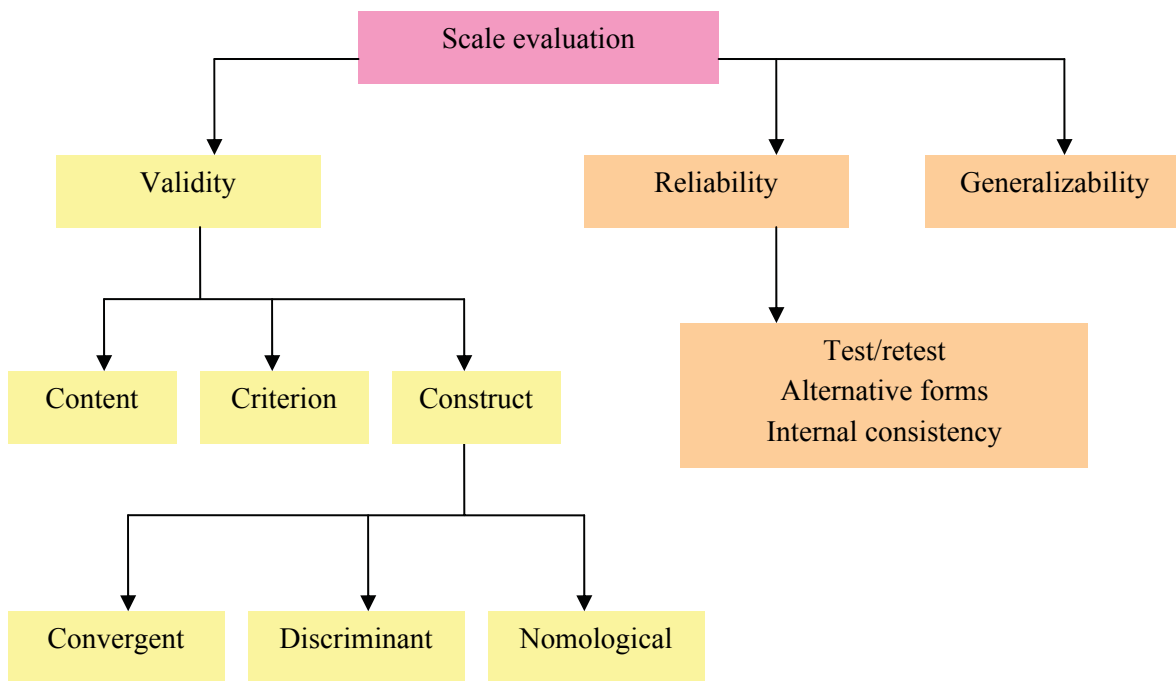 Scale evaluation
Validity
Reliability
Generalizability
Test/retest
Alternative forms
Internal consistency
Content
Criterion
Construct
Convergent
Discriminant
Nomological